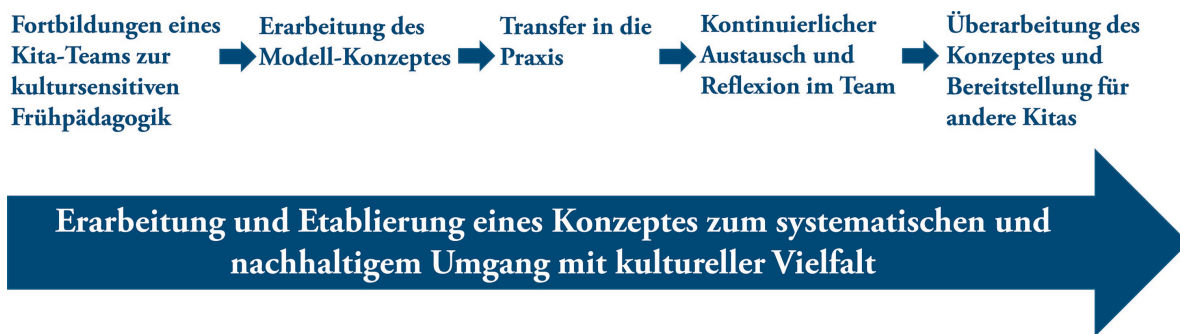 Fortbildungen eines
Kita-Teams zur
kultursensitiven
Frühpädagogik
Erarbeitung des
Modell-Konzeptes
Transfer in die
Praxis
Kontinuierlicher
Austausch und
Reflexion im Team
Überarbeitung des
Konzeptes und
Bereitstellung für
andere Kitas
Erarbeitung und Etablierung eines Konzeptes zum systematischen und
nachhaltigem Umgang mit kultureller Vielfalt